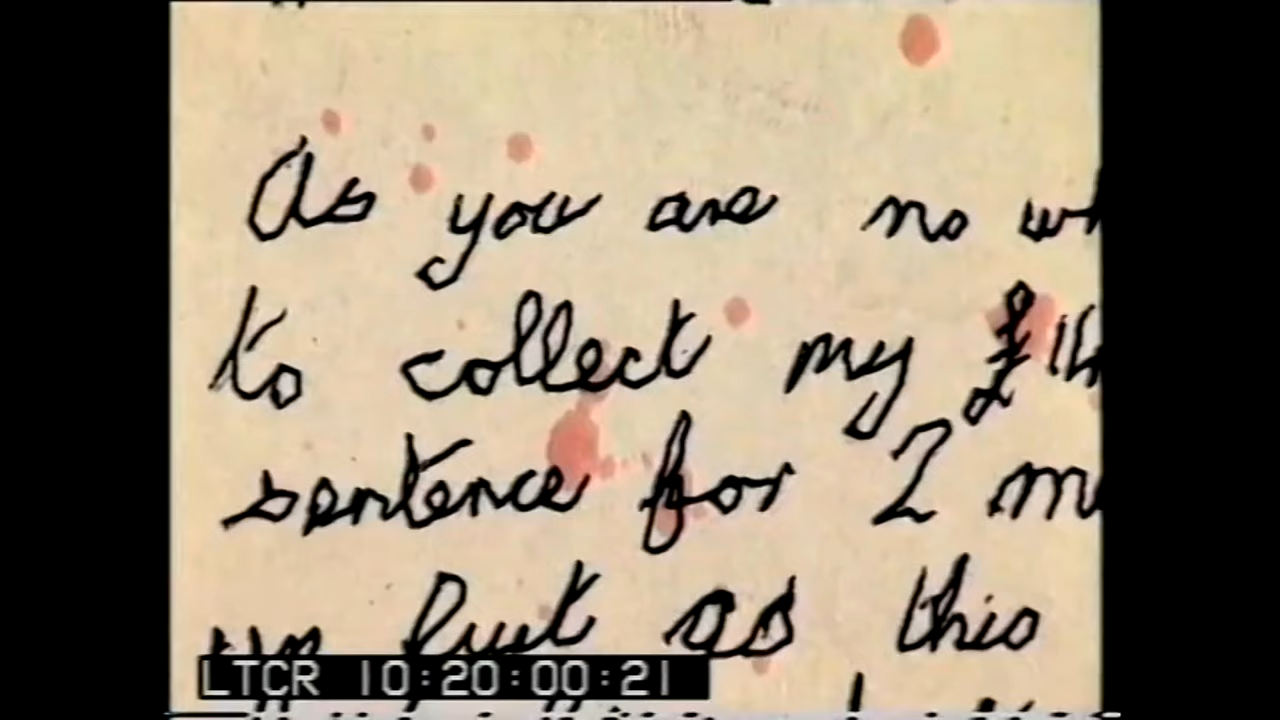 As you are no
to collect my £
sentence for 2
but as this
LTCR 10:20:00:21